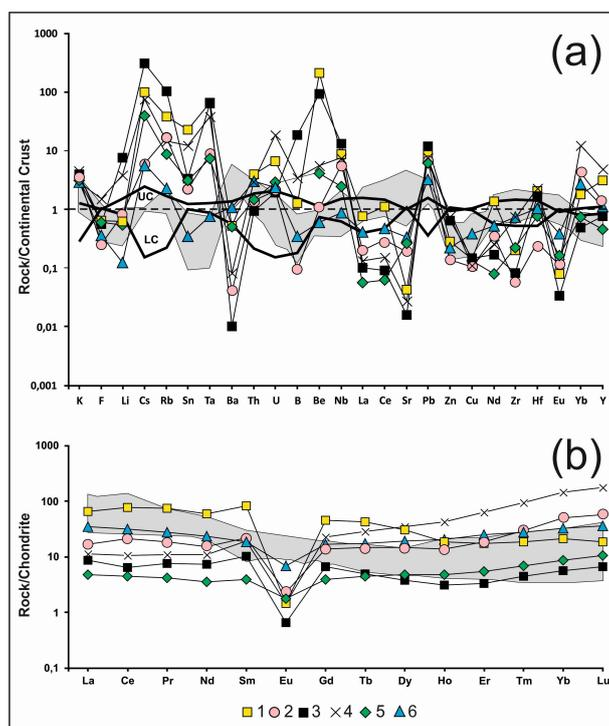 (a)
Rock/Continental Crust
1000
100
10
1
0,1
0,01
0,001
UC
LC
K F Li Cs Rb Sn Ta Ba Th U B Be Nb La Ce Sr Pb Zn Cu Nd Zr Hf Eu Yb Y
(b)
Rock/Chondrite
1000
100
10
1
0,1
La Ce Pr Nd Sm Eu Gd Tb Dy Ho Er Tm Yb Lu
1 2 3 4 5 6